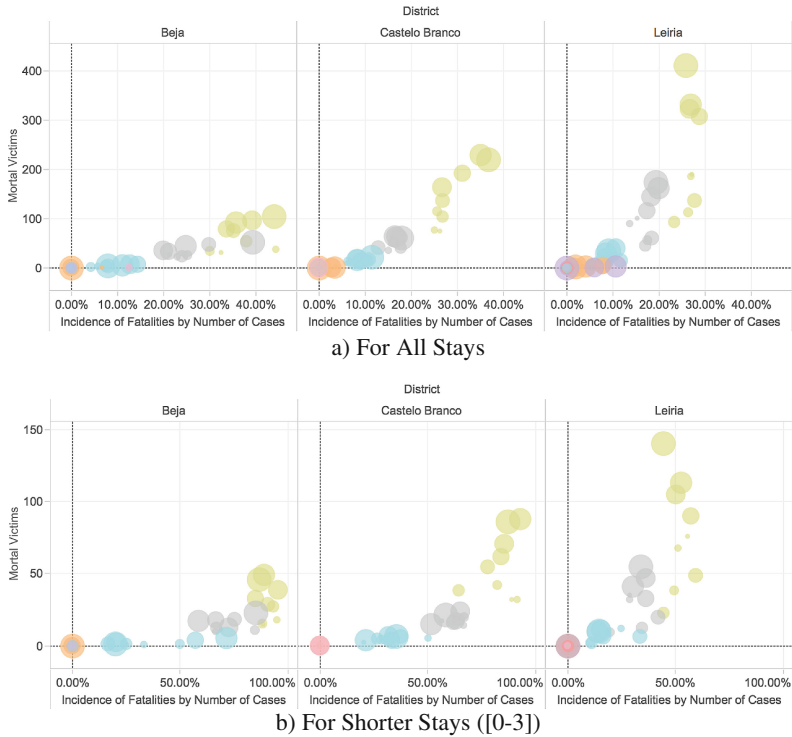 District
Beja Castelo Branco Leiria
400
300
200
100
0
Mortal Victims
0.00% 10.00% 20.00% 30.00% 40.00% 0.00% 10.00% 20.00% 30.00% 40.00% 0.00% 10.00% 20.00% 30.00% 40.00%
Incidence of Fatalities by Number of Cases Incidence of Fatalities by Number of Cases Incidence of Fatalities by Number of Cases
a) For All Stays
District
Beja Castelo Branco Leiria
150
100
50
0
Mortal Victims
0.00% 50.00% 100.00% 0.00% 50.00% 100.00% 0.00% 50.00% 100.00%
Incidence of Fatalities by Number of Cases Incidence of Fatalities by Number of Cases Incidence of Fatalities by Number of Cases
b) For Shorter Stays ([0-3])